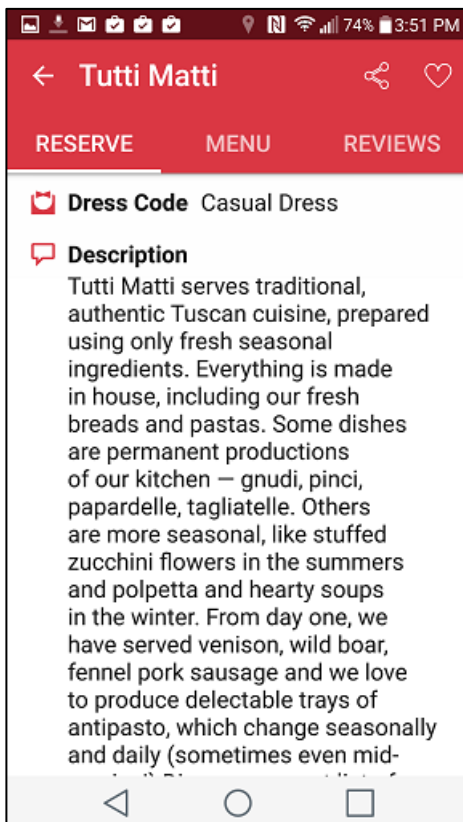 74% 3:51 PM
Tutti Matti
RESERVE MENU REVIEWS
Dress Code Casual Dress
Description
Tutti Matti serves traditional,
authentic Tuscan cuisine, prepared
using only fresh seasonal
ingredients. Everything is made
in house, including our fresh
breads and pastas. Some dishes
are permanent productions
of our kitchen — gnudi, pinci,
papardelle, tagliatelle. Others
are more seasonal, like stuffed
zucchini flowers in the summers
and polpetta and hearty soups
in the winter. From day one, we
have served venison, wild boar,
fennel pork sausage and we love
to produce delectable trays of
antipasto, which change seasonally
and daily (sometimes even mid-